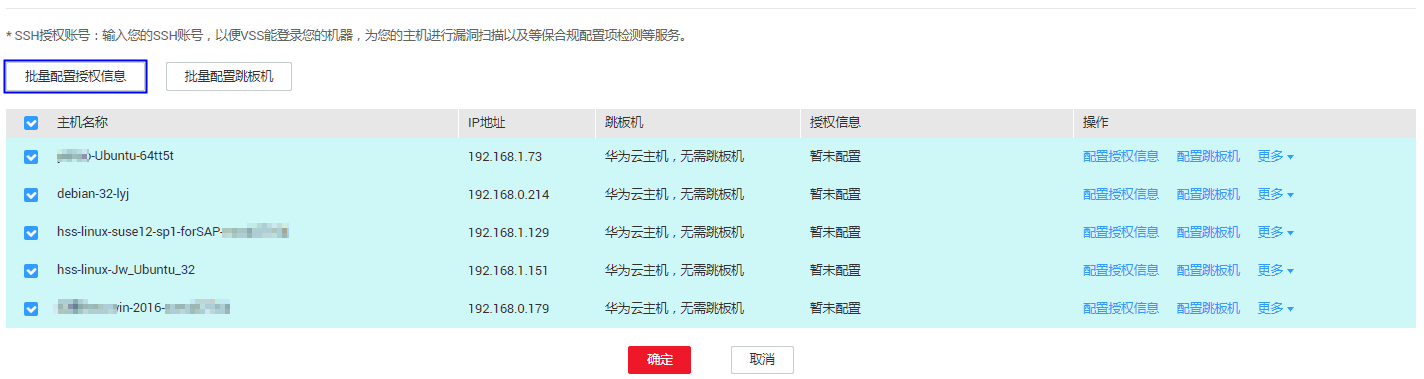 * SSH授权账号：输入您的SSH账号，以便VSS能登录您的机器，为您的主机进行漏洞扫描以及等保合规配置项检测等服务。
批量配置授权信息 批量配置跳板机
主机名称 IP地址 跳板机 授权信息 操作
-Ubuntu-64tt5t 192.168.1.73 华为云主机，无需跳板机 暂未配置 配置授权信息 配置跳板机 更多
debian-32-lyj 192.168.0.214 华为云主机，无需跳板机 暂未配置 配置授权信息 配置跳板机 更多
hss-linux-suse12-sp1-forSAP- 192.168.1.129 华为云主机，无需跳板机 暂未配置 配置授权信息 配置跳板机 更多
hss-linux-Jw_Ubuntu_32 192.168.1.151 华为云主机，无需跳板机 暂未配置 配置授权信息 配置跳板机 更多
win-2016- 192.168.0.179 华为云主机，无需跳板机 暂未配置 配置授权信息 配置跳板机 更多
确定 取消